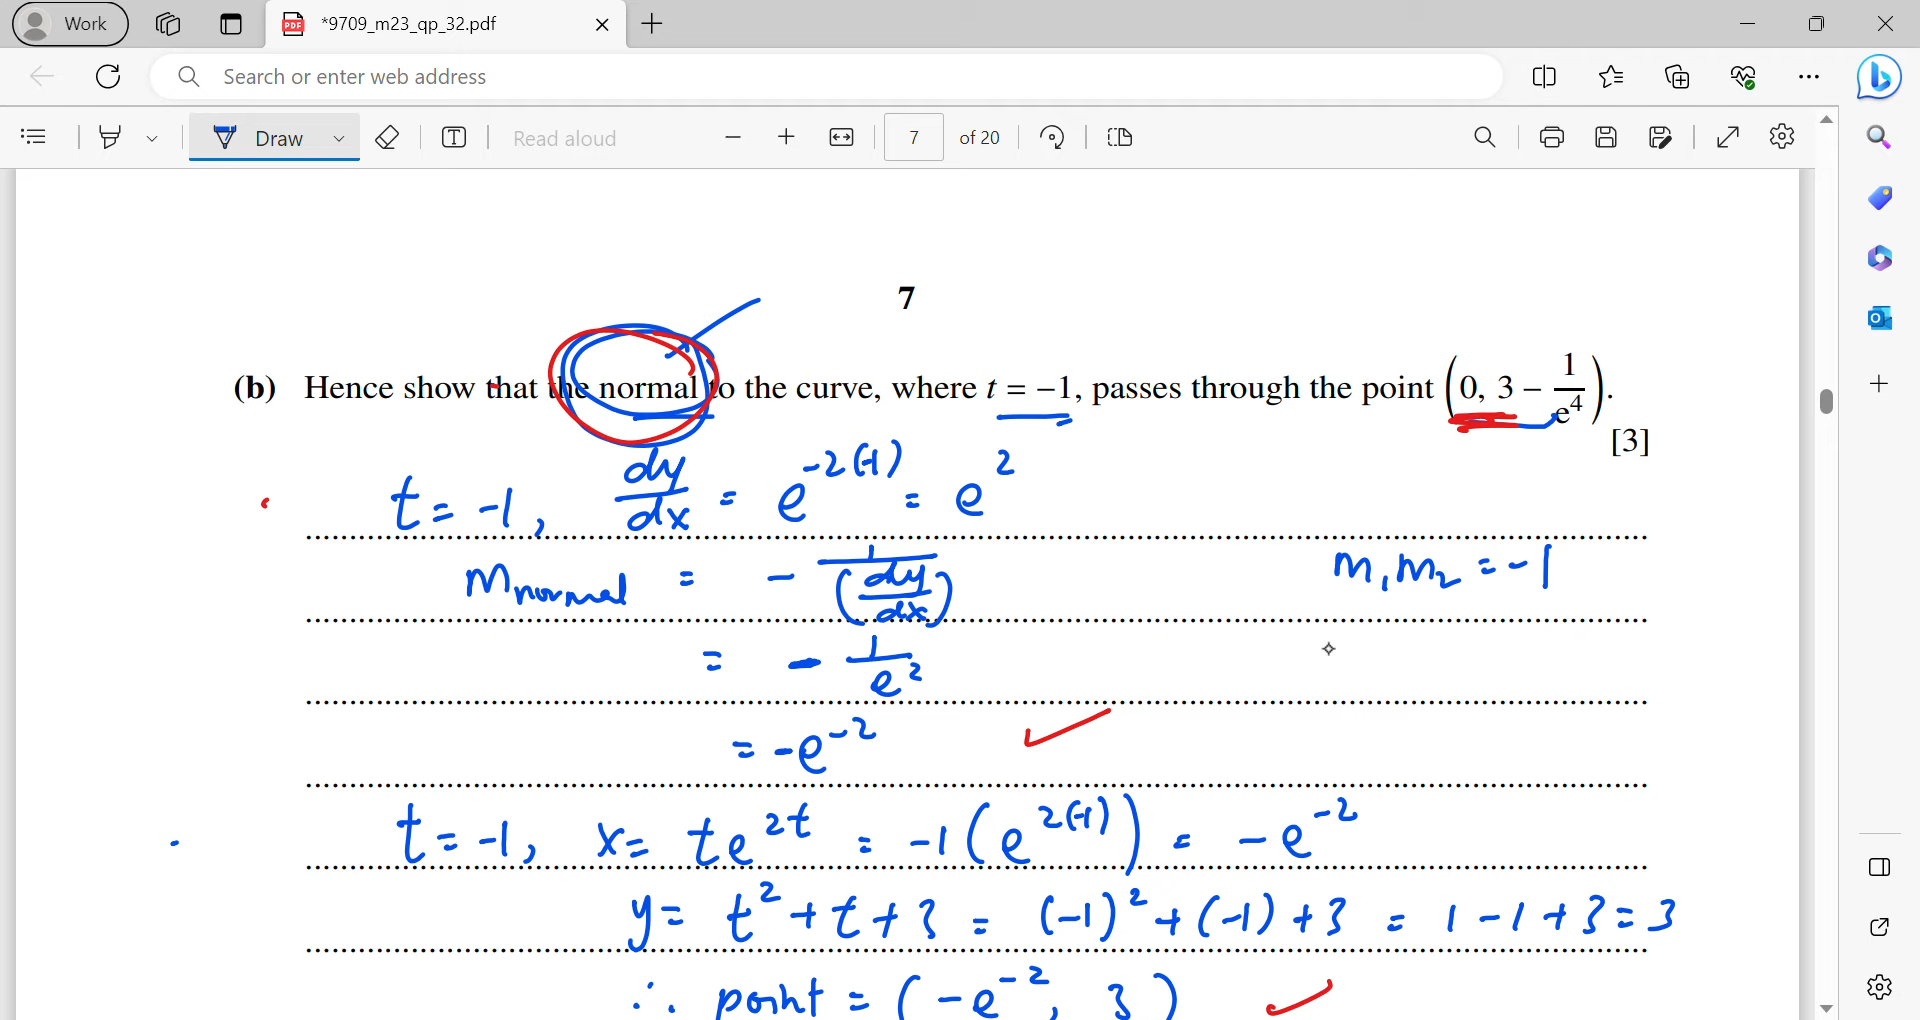 Work
*9709_m23_qp_32.pdf
Search or enter web address
Draw
Read aloud
7 of 20
7
(b) Hence show that the normal to the curve, where t = −1, passes through the point (0, 3 − 1/e⁴).
[3]
t = -1, dy/dx = e^{-2(-1)} = e²
m_normal = - 1/(dy/dx)
m₁m₂ = -1
= - 1/e²
= -e⁻²
t = -1, x = te^{2t} = -1(e^{2(-1)}) = -e⁻²
y = t² + t + 3 = (-1)² + (-1) + 3 = 1 - 1 + 3 = 3
∴ point = (-e⁻², 3)